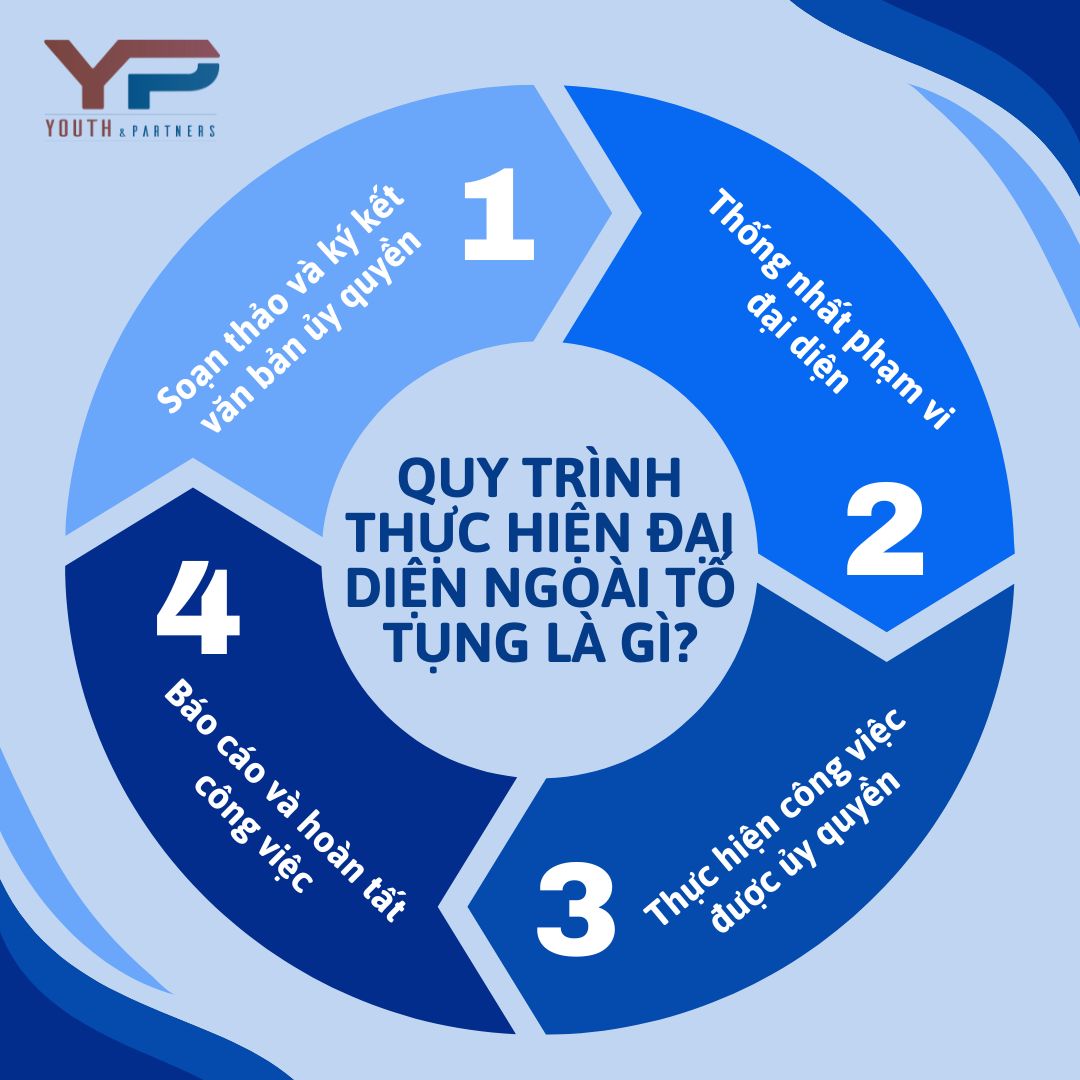 YP
YOUTH & PARTNERS
QUY TRÌNH
THỰC HIỆN ĐẠI
DIỆN NGOÀI TỐ
TỤNG LÀ GÌ?
1
Soạn thảo và ký kết
văn bản ủy quyền
Thống nhất phạm vi
đại diện
2
3
Thực hiện công việc
được ủy quyền
4
Báo cáo và hoàn tất
công việc